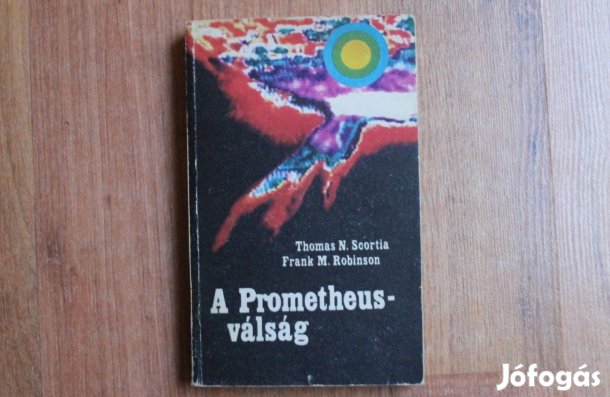 Thomas N. Scortia
Frank M. Robinson
A Prometheus-
válság
Jófogás